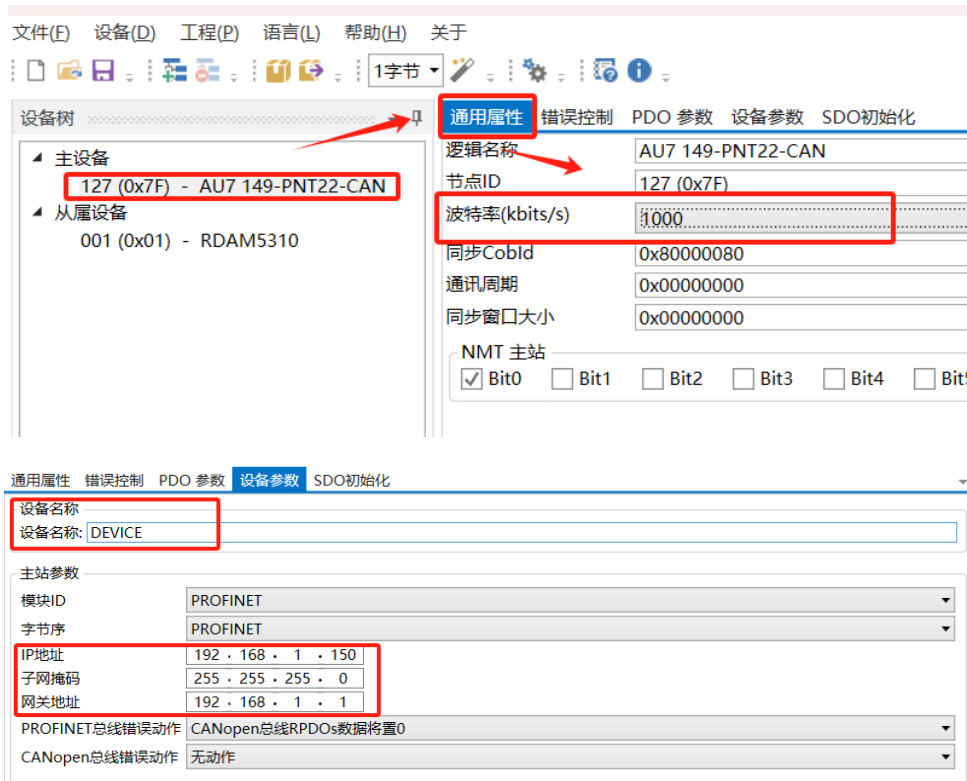 文件(F) 设备(D) 工程(P) 语言(L) 帮助(H) 关于
1字节
设备树
主设备
127 (0x7F) - AU7 149-PNT22-CAN
从属设备
001 (0x01) - RDAM5310
通用属性 错误控制 PDO 参数 设备参数 SDO初始化
逻辑名称 AU7 149-PNT22-CAN
节点ID 127 (0x7F)
波特率(kbits/s) 1000
同步CobId 0x80000080
通讯周期 0x00000000
同步窗口大小 0x00000000
NMT 主站
Bit0 Bit1 Bit2 Bit3 Bit4
通用属性 错误控制 PDO 参数 设备参数 SDO初始化
设备名称
设备名称: DEVICE
主站参数
模块ID PROFINET
字节序 PROFINET
IP地址 192 . 168 . 1 . 150
子网掩码 255 . 255 . 255 . 0
网关地址 192 . 168 . 1 . 1
PROFINET总线错误动作 CANopen总线RPDOs数据将置0
CANopen总线错误动作 无动作